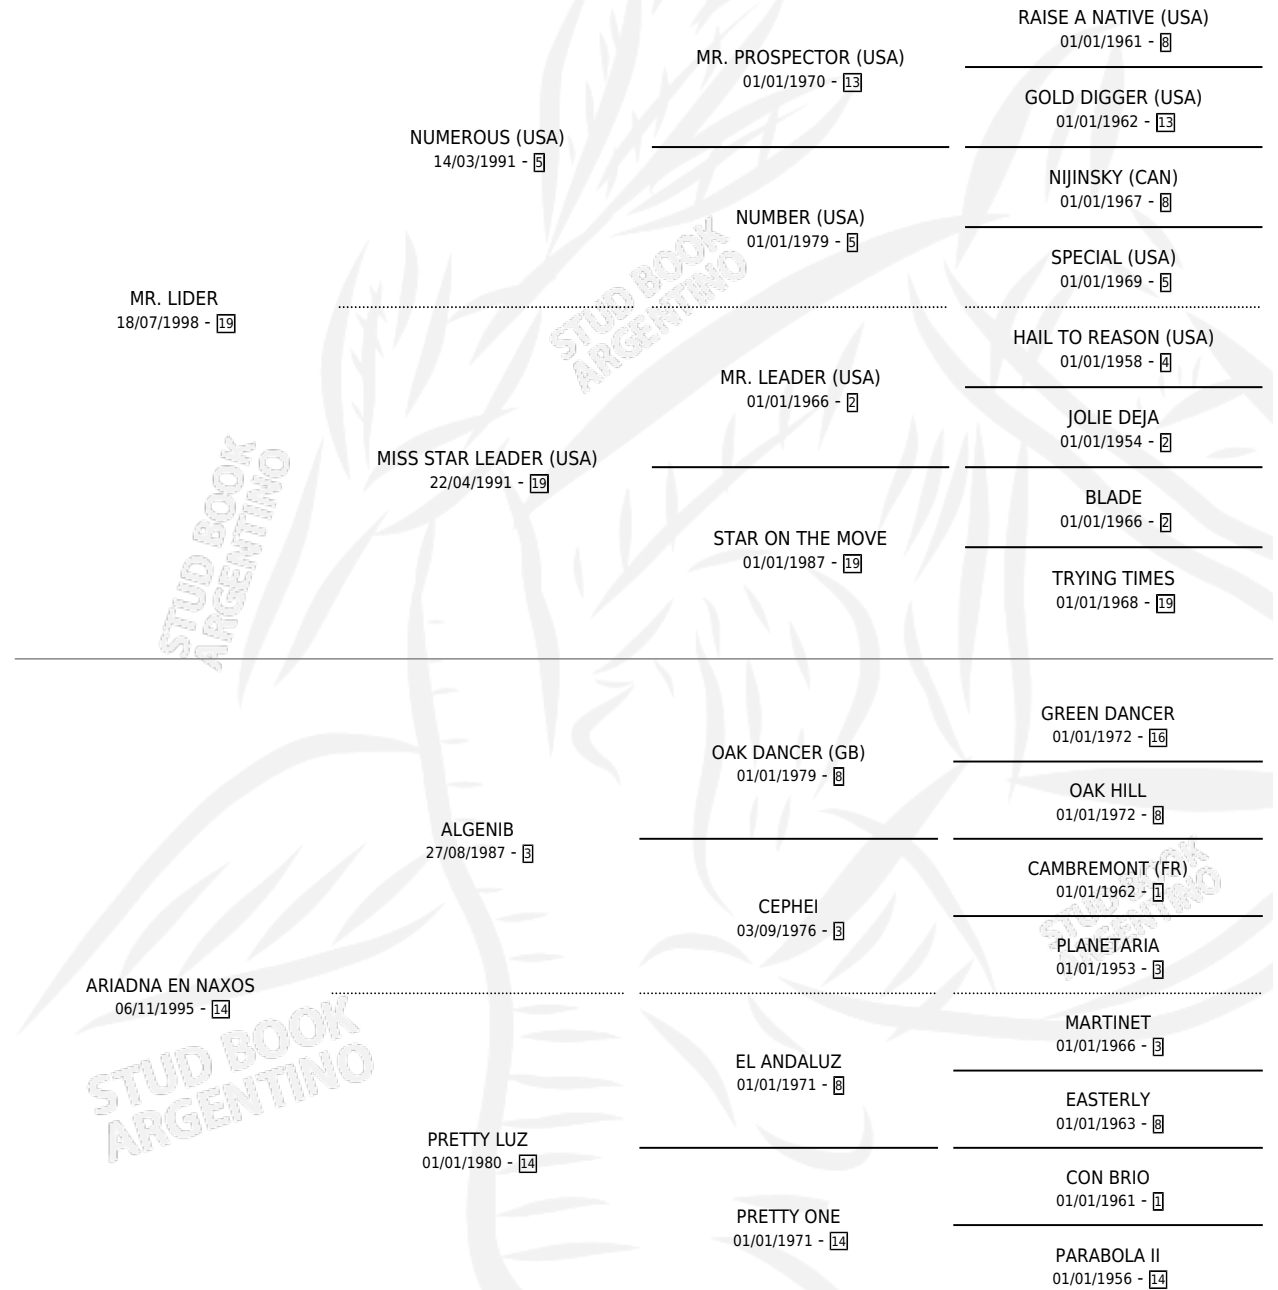 RAISE A NATIVE (USA)
01/01/1961 - 8
MR. PROSPECTOR (USA)
01/01/1970 - 13
GOLD DIGGER (USA)
01/01/1962 - 13
NUMEROUS (USA)
14/03/1991 - 5
NIJINSKY (CAN)
01/01/1967 - 8
NUMBER (USA)
01/01/1979 - 5
SPECIAL (USA)
01/01/1969 - 5
MR. LIDER
18/07/1998 - 19
HAIL TO REASON (USA)
01/01/1958 - 4
MR. LEADER (USA)
01/01/1966 - 2
JOLIE DEJA
01/01/1954 - 2
MISS STAR LEADER (USA)
22/04/1991 - 19
BLADE
01/01/1966 - 2
STAR ON THE MOVE
01/01/1987 - 19
TRYING TIMES
01/01/1968 - 19
STUD BOOK
ARGENTINO
STUD BOOK
ARGENTINO
GREEN DANCER
01/01/1972 - 16
OAK DANCER (GB)
01/01/1979 - 8
OAK HILL
01/01/1972 - 8
ALGENIB
27/08/1987 - 3
CAMBREMONT (FR)
01/01/1962 - 1
CEPHEI
03/09/1976 - 3
PLANETARIA
01/01/1953 - 3
ARIADNA EN NAXOS
06/11/1995 - 14
MARTINET
01/01/1966 - 3
EL ANDALUZ
01/01/1971 - 8
EASTERLY
01/01/1963 - 8
PRETTY LUZ
01/01/1980 - 14
CON BRIO
01/01/1961 - 1
PRETTY ONE
01/01/1971 - 14
PARABOLA II
01/01/1956 - 14
STUD BOOK
ARGENTINO
STUD BOOK
ARGENTINO